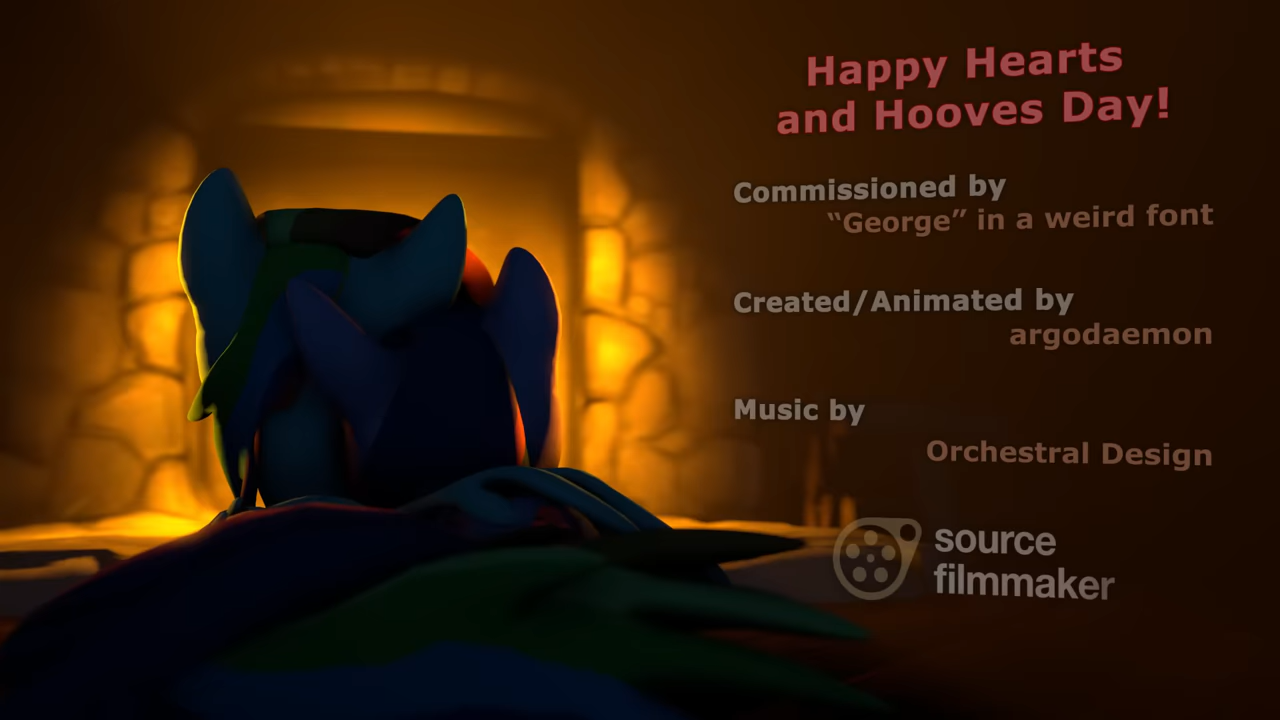 Happy Hearts
and Hooves Day!
Commissioned by
“George” in a weird font
Created/Animated by
argodaemon
Music by
Orchestral Design
source
filmmaker